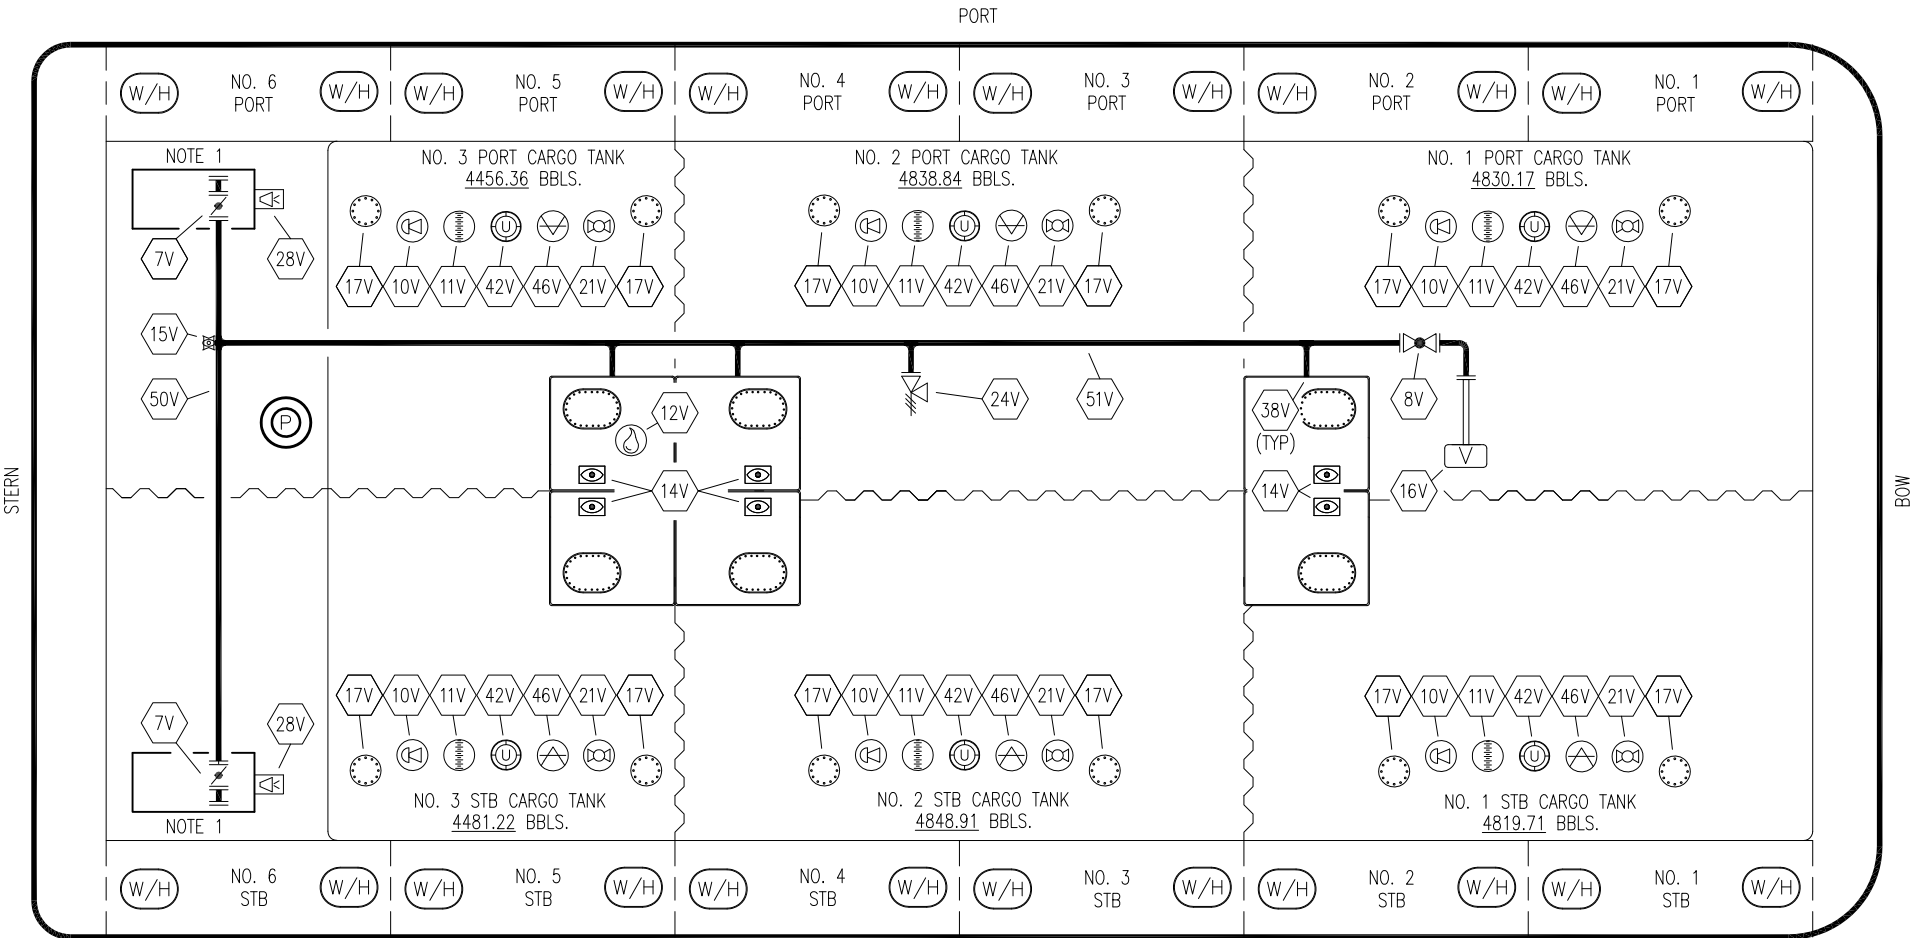 PORT
W/H
NO. 6
PORT
W/H
W/H
NO. 5
PORT
W/H
W/H
NO. 4
PORT
W/H
W/H
NO. 3
PORT
W/H
W/H
NO. 2
PORT
W/H
W/H
NO. 1
PORT
W/H
NOTE 1
7V
28V
NO. 3 PORT CARGO TANK
4456.36 BBLS.
U
17V
10V
11V
42V
46V
21V
17V
NO. 2 PORT CARGO TANK
4838.84 BBLS.
U
17V
10V
11V
42V
46V
21V
17V
NO. 1 PORT CARGO TANK
4830.17 BBLS.
U
17V
10V
11V
42V
46V
21V
17V
15V
50V
P
12V
14V
24V
51V
38V
(TYP)
14V
8V
V
16V
STERN
BOW
7V
28V
NOTE 1
17V
10V
11V
42V
46V
21V
17V
U
NO. 3 STB CARGO TANK
4481.22 BBLS.
17V
10V
11V
42V
46V
21V
17V
U
NO. 2 STB CARGO TANK
4848.91 BBLS.
17V
10V
11V
42V
46V
21V
17V
U
NO. 1 STB CARGO TANK
4819.71 BBLS.
W/H
NO. 6
STB
W/H
W/H
NO. 5
STB
W/H
W/H
NO. 4
STB
W/H
W/H
NO. 3
STB
W/H
W/H
NO. 2
STB
W/H
W/H
NO. 1
STB
W/H